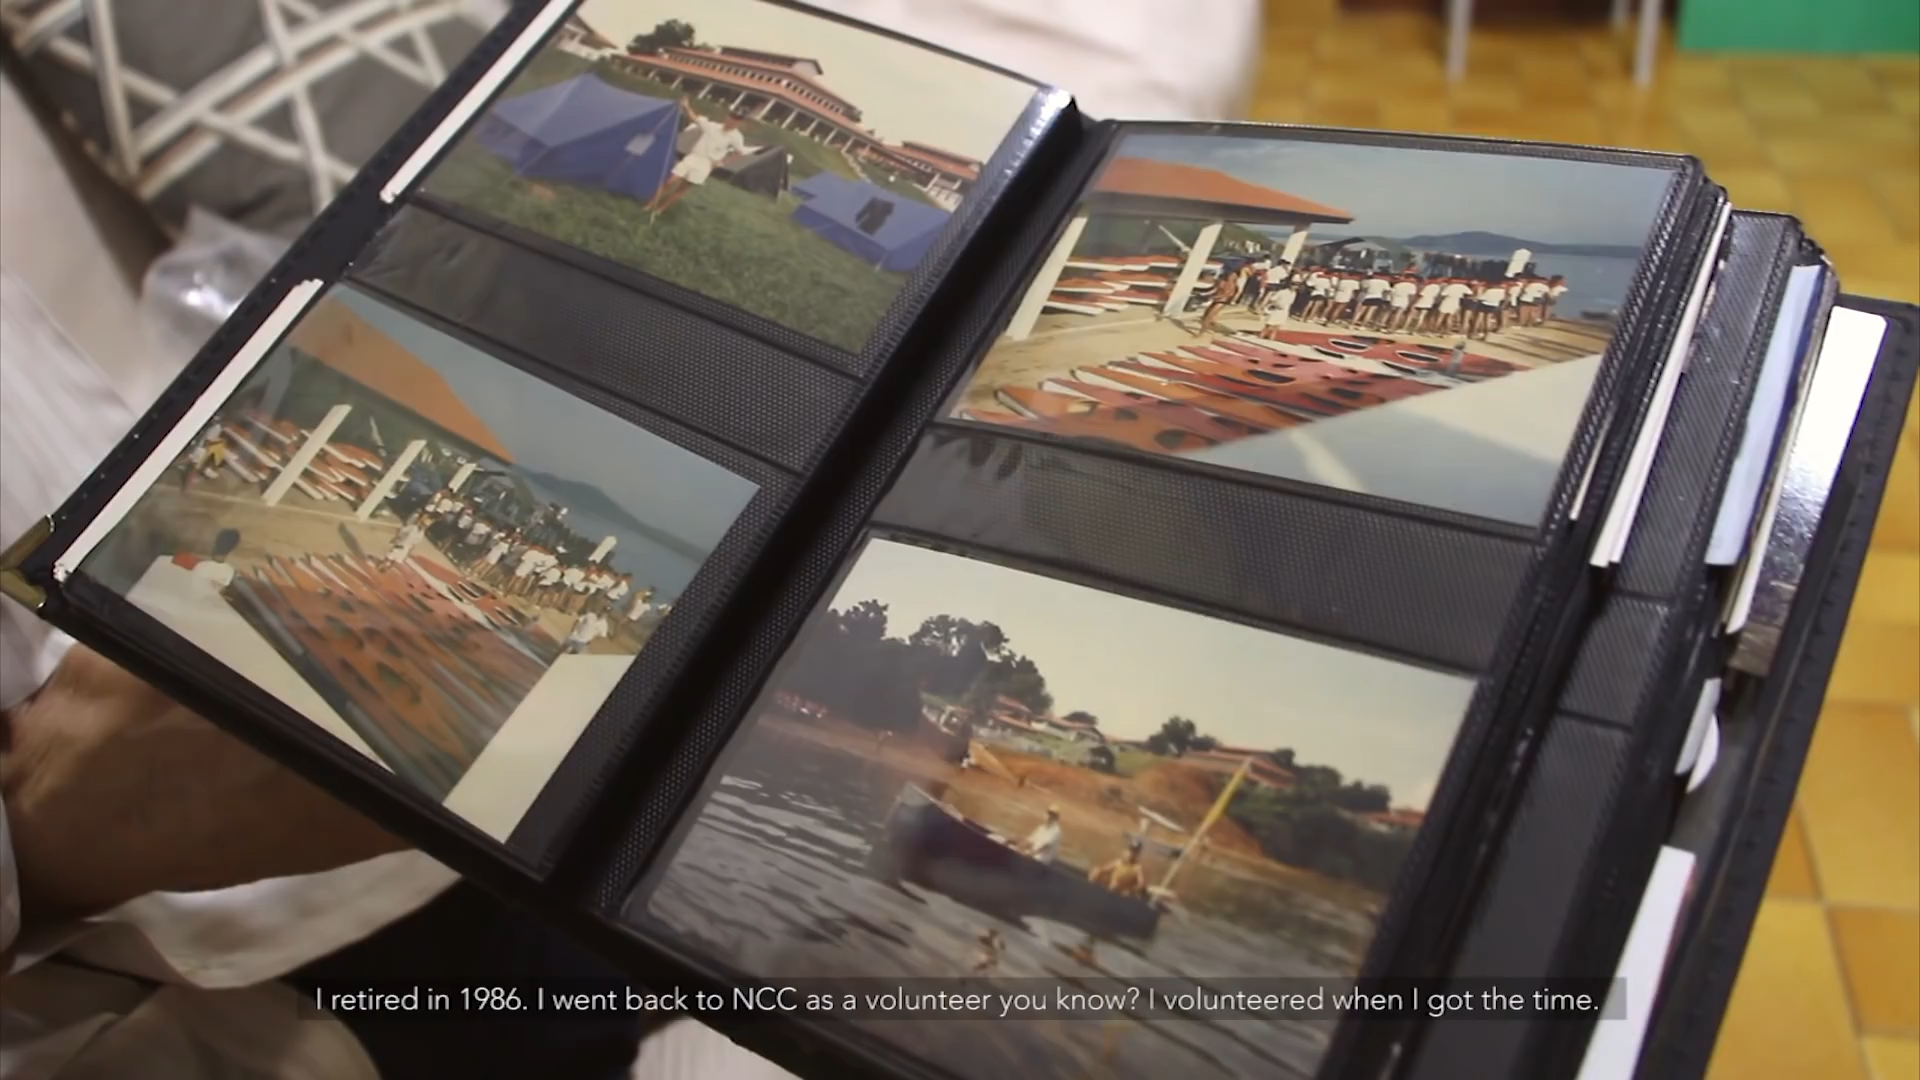 I retired in 1986. I went back to NCC as a volunteer you know? I volunteered when I got the time.